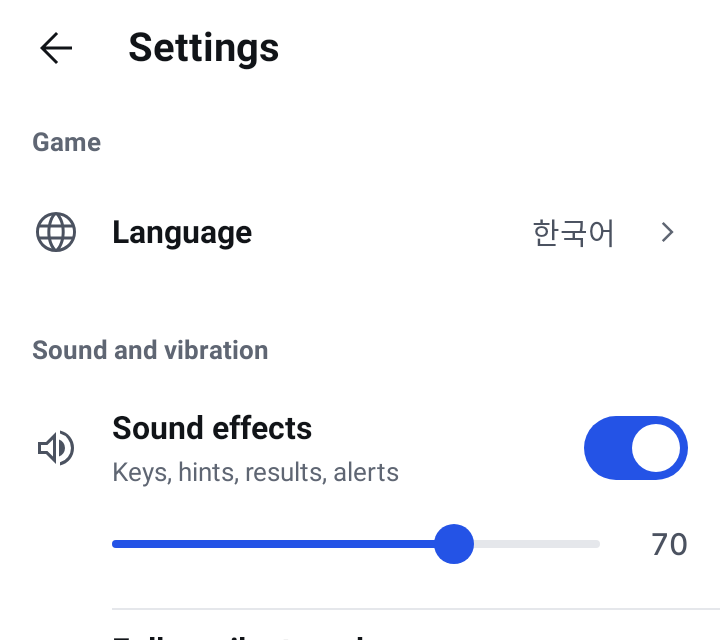 Settings
Game
Language
한국어
Sound and vibration
Sound effects
Keys, hints, results, alerts
70